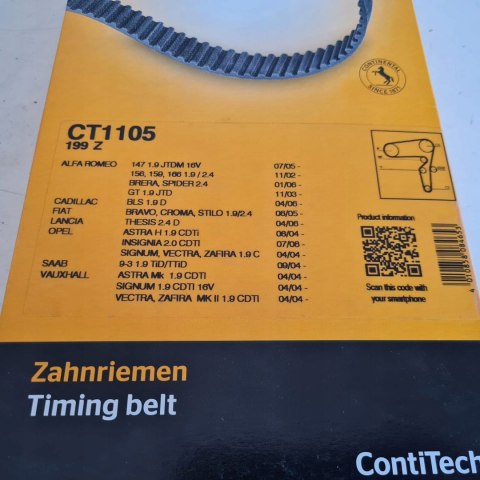 CONTINENTAL
SINCE 1871
CT1105
199 Z
ALFA ROMEO 147 1.9 JTDM 16V 07/05 -
156, 159, 166 1.9 / 2.4 11/02 -
BRERA, SPIDER 2.4 01/06 -
GT 1.9 JTD 11/03 -
CADILLAC BLS 1.9 D 04/06 -
FIAT BRAVO, CROMA, STILO 1.9/2.4 06/05 -
LANCIA THESIS 2.4 D 04/06 -
OPEL ASTRA H 1.9 CDTi 08/04 -
INSIGNIA 2.0 CDTI 07/08 -
SIGNUM, VECTRA, ZAFIRA 1.9 C 04/04 -
SAAB 9-3 1.9 TiD/TTiD 09/04 -
VAUXHALL ASTRA Mk 1.9 CDTI 04/04 -
SIGNUM 1.9 CDTI 16V 04/04 -
VECTRA, ZAFIRA MK II 1.9 CDTI 04/04 -
Product information
Scan this code with
your smartphone
Zahnriemen
Timing belt
ContiTech